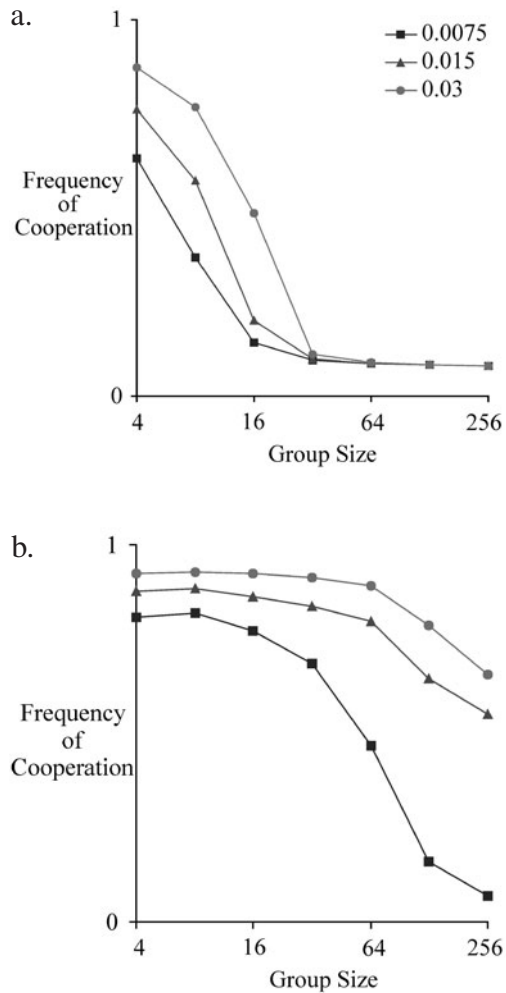 a.
1
0.0075
0.015
0.03
Frequency
of
Cooperation
0
4 16 64 256
Group Size
b.
1
Frequency
of
Cooperation
0
4 16 64 256
Group Size